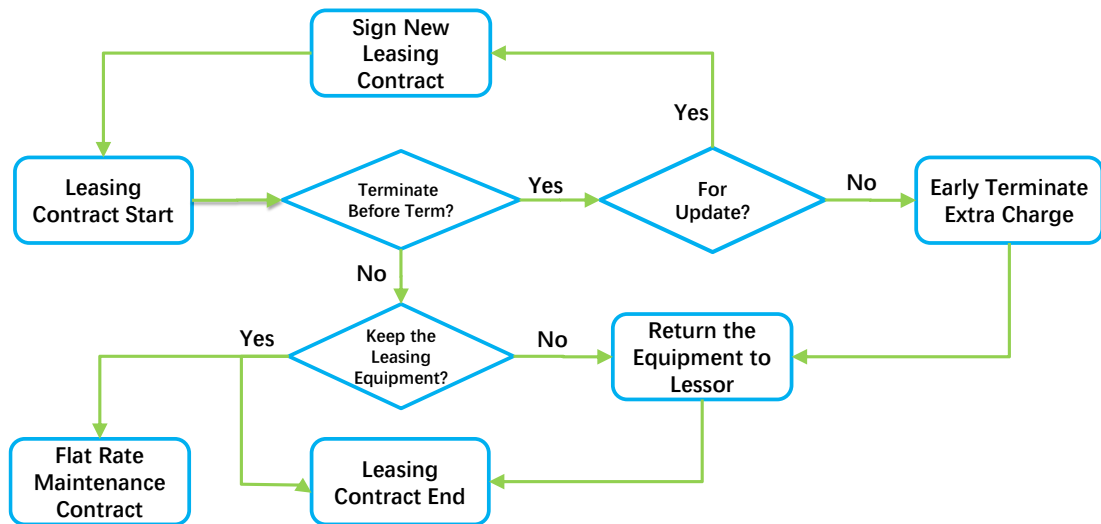 Sign New
Leasing
Contract
Yes
Leasing
Contract Start
Terminate
Before Term?
Yes
For
Update?
No
Early Terminate
Extra Charge
No
Yes
Keep the
Leasing
Equipment?
No
Return the
Equipment to
Lessor
Flat Rate
Maintenance
Contract
Leasing
Contract End